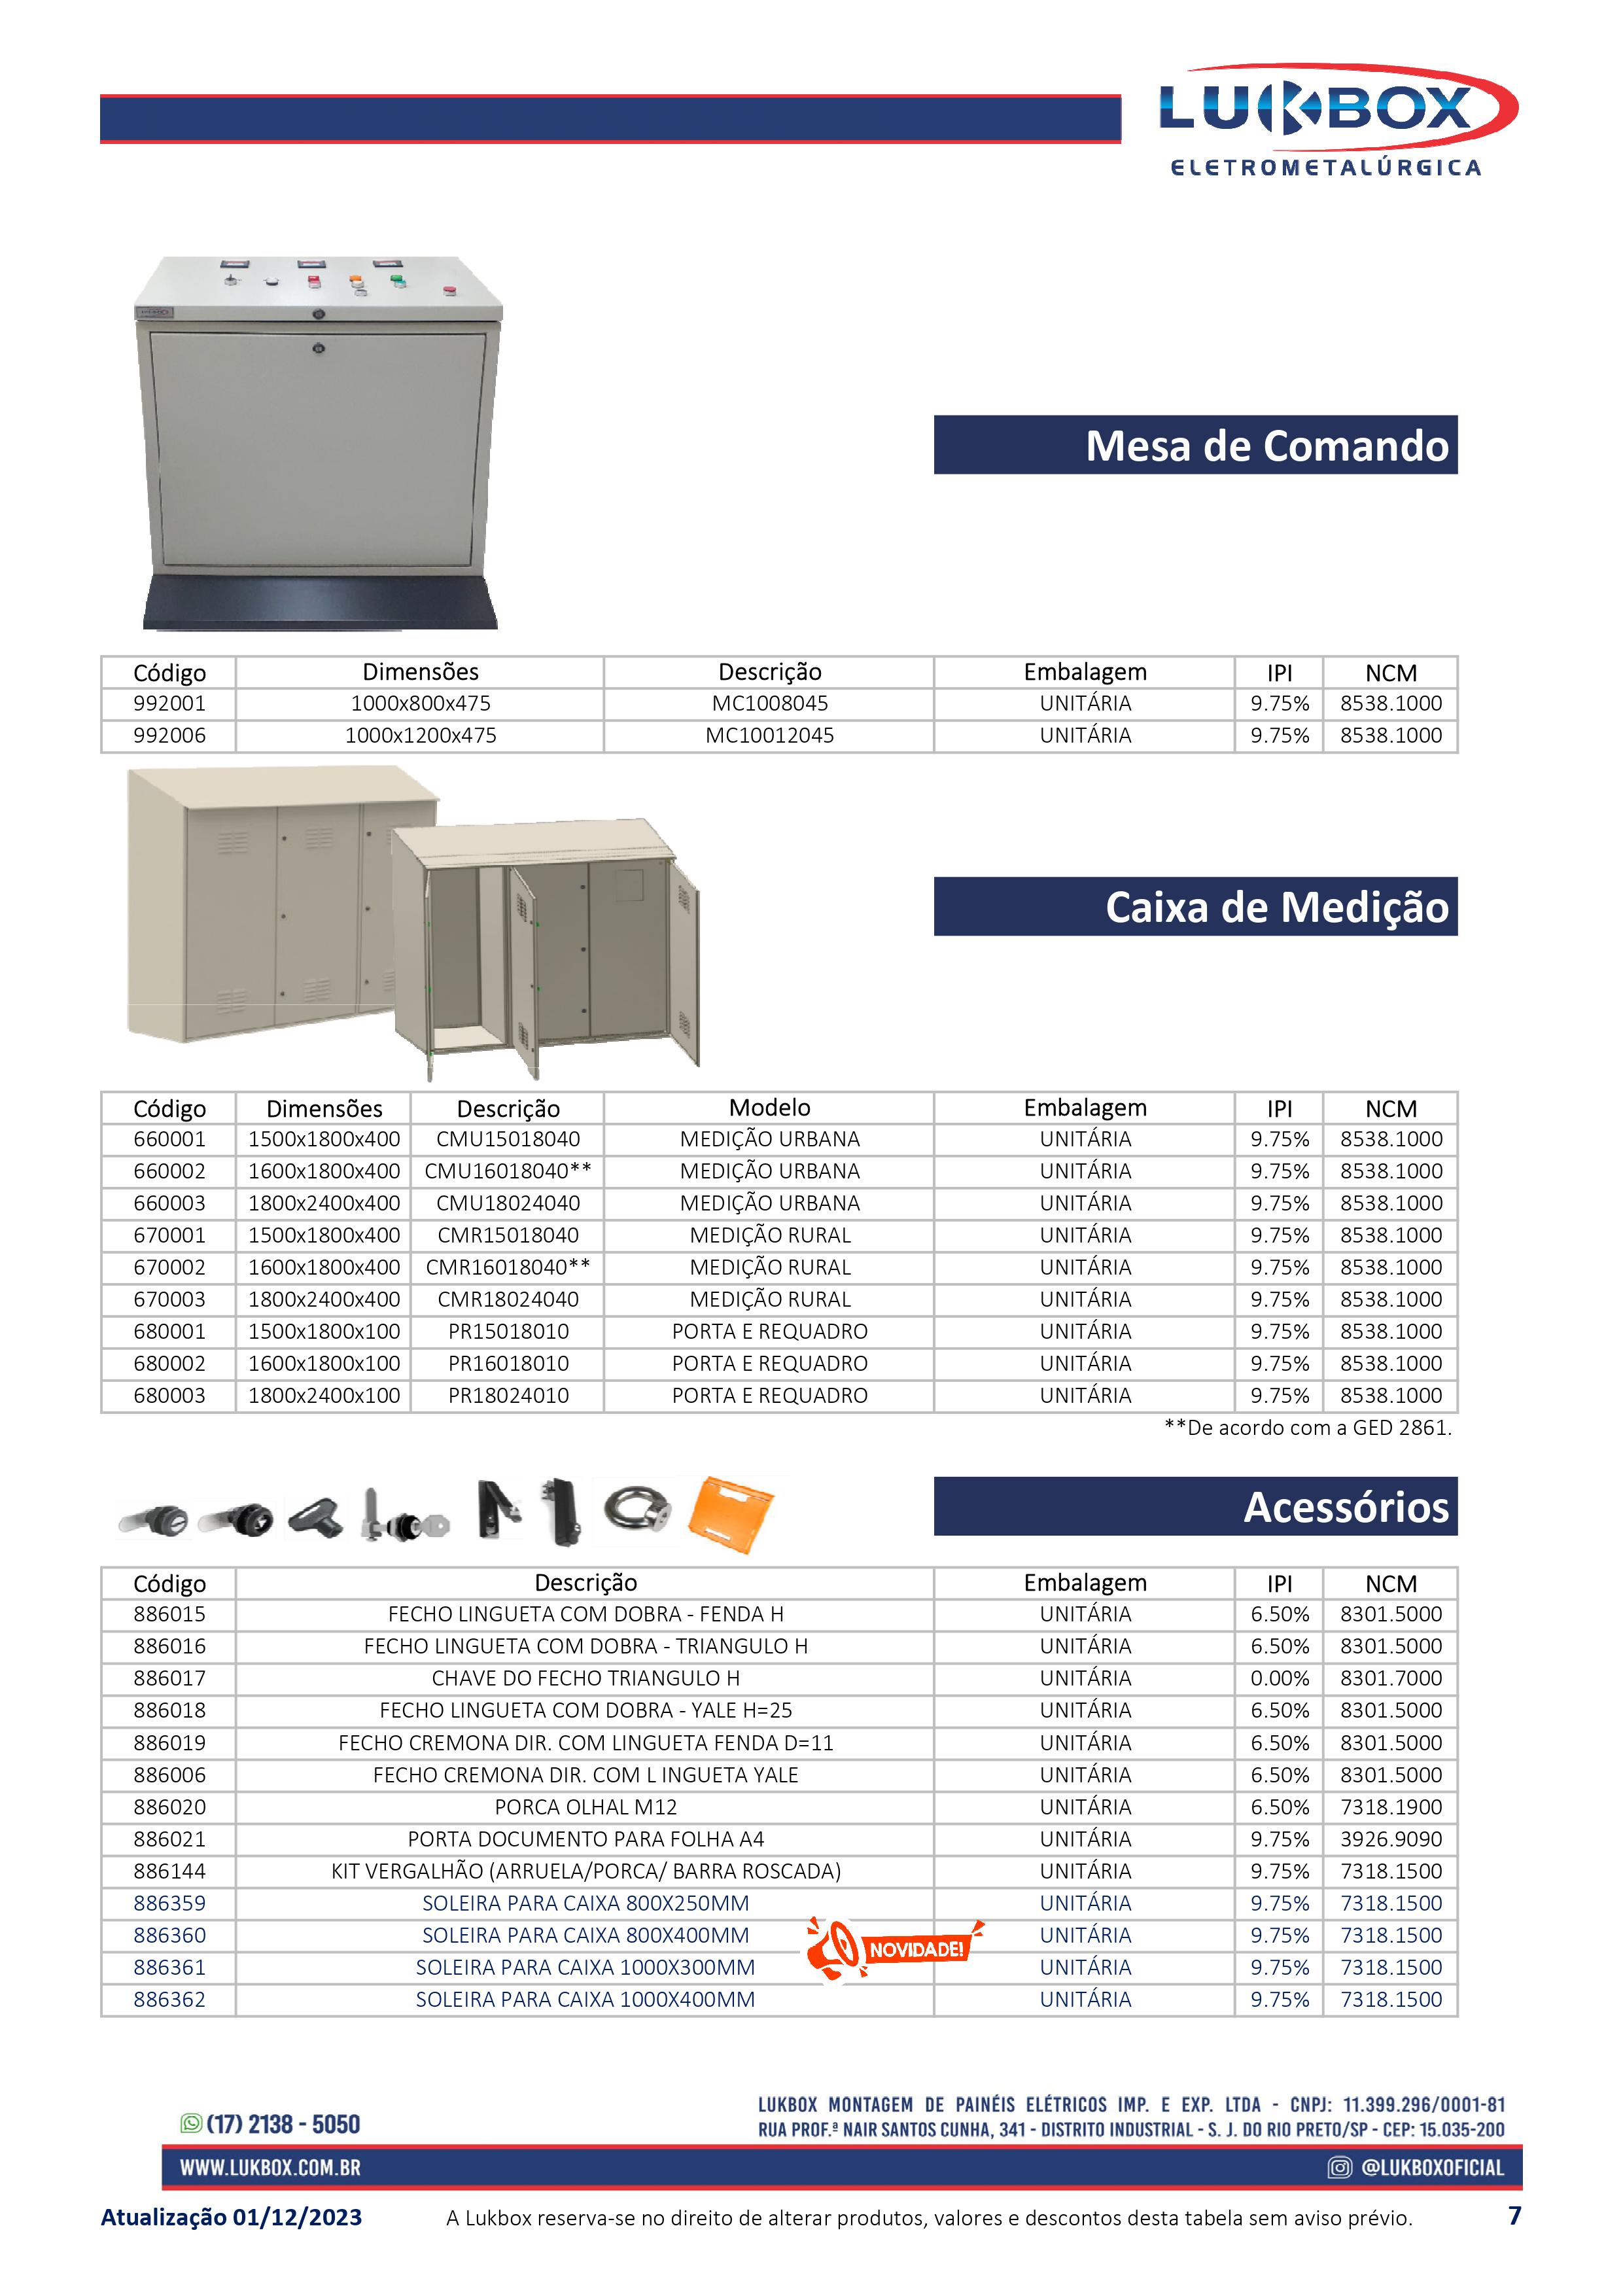 LUKBOX
ELETROMETALÚRGICA
Mesa de Comando
Código Dimensões Descrição Embalagem IPI NCM
992001 1000x800x475 MC1008045 UNITÁRIA 9.75% 8538.1000
992006 1000x1200x475 MC10012045 UNITÁRIA 9.75% 8538.1000
Caixa de Medição
Código Dimensões Descrição Modelo Embalagem IPI NCM
660001 1500x1800x400 CMU15018040 MEDIÇÃO URBANA UNITÁRIA 9.75% 8538.1000
660002 1600x1800x400 CMU16018040** MEDIÇÃO URBANA UNITÁRIA 9.75% 8538.1000
660003 1800x2400x400 CMU18024040 MEDIÇÃO URBANA UNITÁRIA 9.75% 8538.1000
670001 1500x1800x400 CMR15018040 MEDIÇÃO RURAL UNITÁRIA 9.75% 8538.1000
670002 1600x1800x400 CMR16018040** MEDIÇÃO RURAL UNITÁRIA 9.75% 8538.1000
670003 1800x2400x400 CMR18024040 MEDIÇÃO RURAL UNITÁRIA 9.75% 8538.1000
680001 1500x1800x100 PR15018010 PORTA E REQUADRO UNITÁRIA 9.75% 8538.1000
680002 1600x1800x100 PR16018010 PORTA E REQUADRO UNITÁRIA 9.75% 8538.1000
680003 1800x2400x100 PR18024010 PORTA E REQUADRO UNITÁRIA 9.75% 8538.1000
**De acordo com a GED 2861.
Acessórios
Código Descrição Embalagem IPI NCM
886015 FECHO LINGUETA COM DOBRA - FENDA H UNITÁRIA 6.50% 8301.5000
886016 FECHO LINGUETA COM DOBRA - TRIANGULO H UNITÁRIA 6.50% 8301.5000
886017 CHAVE DO FECHO TRIANGULO H UNITÁRIA 0.00% 8301.7000
886018 FECHO LINGUETA COM DOBRA - YALE H=25 UNITÁRIA 6.50% 8301.5000
886019 FECHO CREMONA DIR. COM LINGUETA FENDA D=11 UNITÁRIA 6.50% 8301.5000
886006 FECHO CREMONA DIR. COM L INGUETA YALE UNITÁRIA 6.50% 8301.5000
886020 PORCA OLHAL M12 UNITÁRIA 6.50% 7318.1900
886021 PORTA DOCUMENTO PARA FOLHA A4 UNITÁRIA 9.75% 3926.9090
886144 KIT VERGALHÃO (ARRUELA/PORCA/ BARRA ROSCADA) UNITÁRIA 9.75% 7318.1500
886359 SOLEIRA PARA CAIXA 800X250MM UNITÁRIA 9.75% 7318.1500
886360 SOLEIRA PARA CAIXA 800X400MM UNITÁRIA 9.75% 7318.1500
NOVIDADE!
886361 SOLEIRA PARA CAIXA 1000X300MM UNITÁRIA 9.75% 7318.1500
886362 SOLEIRA PARA CAIXA 1000X400MM UNITÁRIA 9.75% 7318.1500
LUKBOX MONTAGEM DE PAINÉIS ELÉTRICOS IMP. E EXP. LTDA - CNPJ: 11.399.296/0001-81
(17) 2138 - 5050 RUA PROF.ª NAIR SANTOS CUNHA, 341 - DISTRITO INDUSTRIAL - S. J. DO RIO PRETO/SP - CEP: 15.035-200
WWW.LUKBOX.COM.BR @LUKBOXOFICIAL
Atualização 01/12/2023 A Lukbox reserva-se no direito de alterar produtos, valores e descontos desta tabela sem aviso prévio. 7